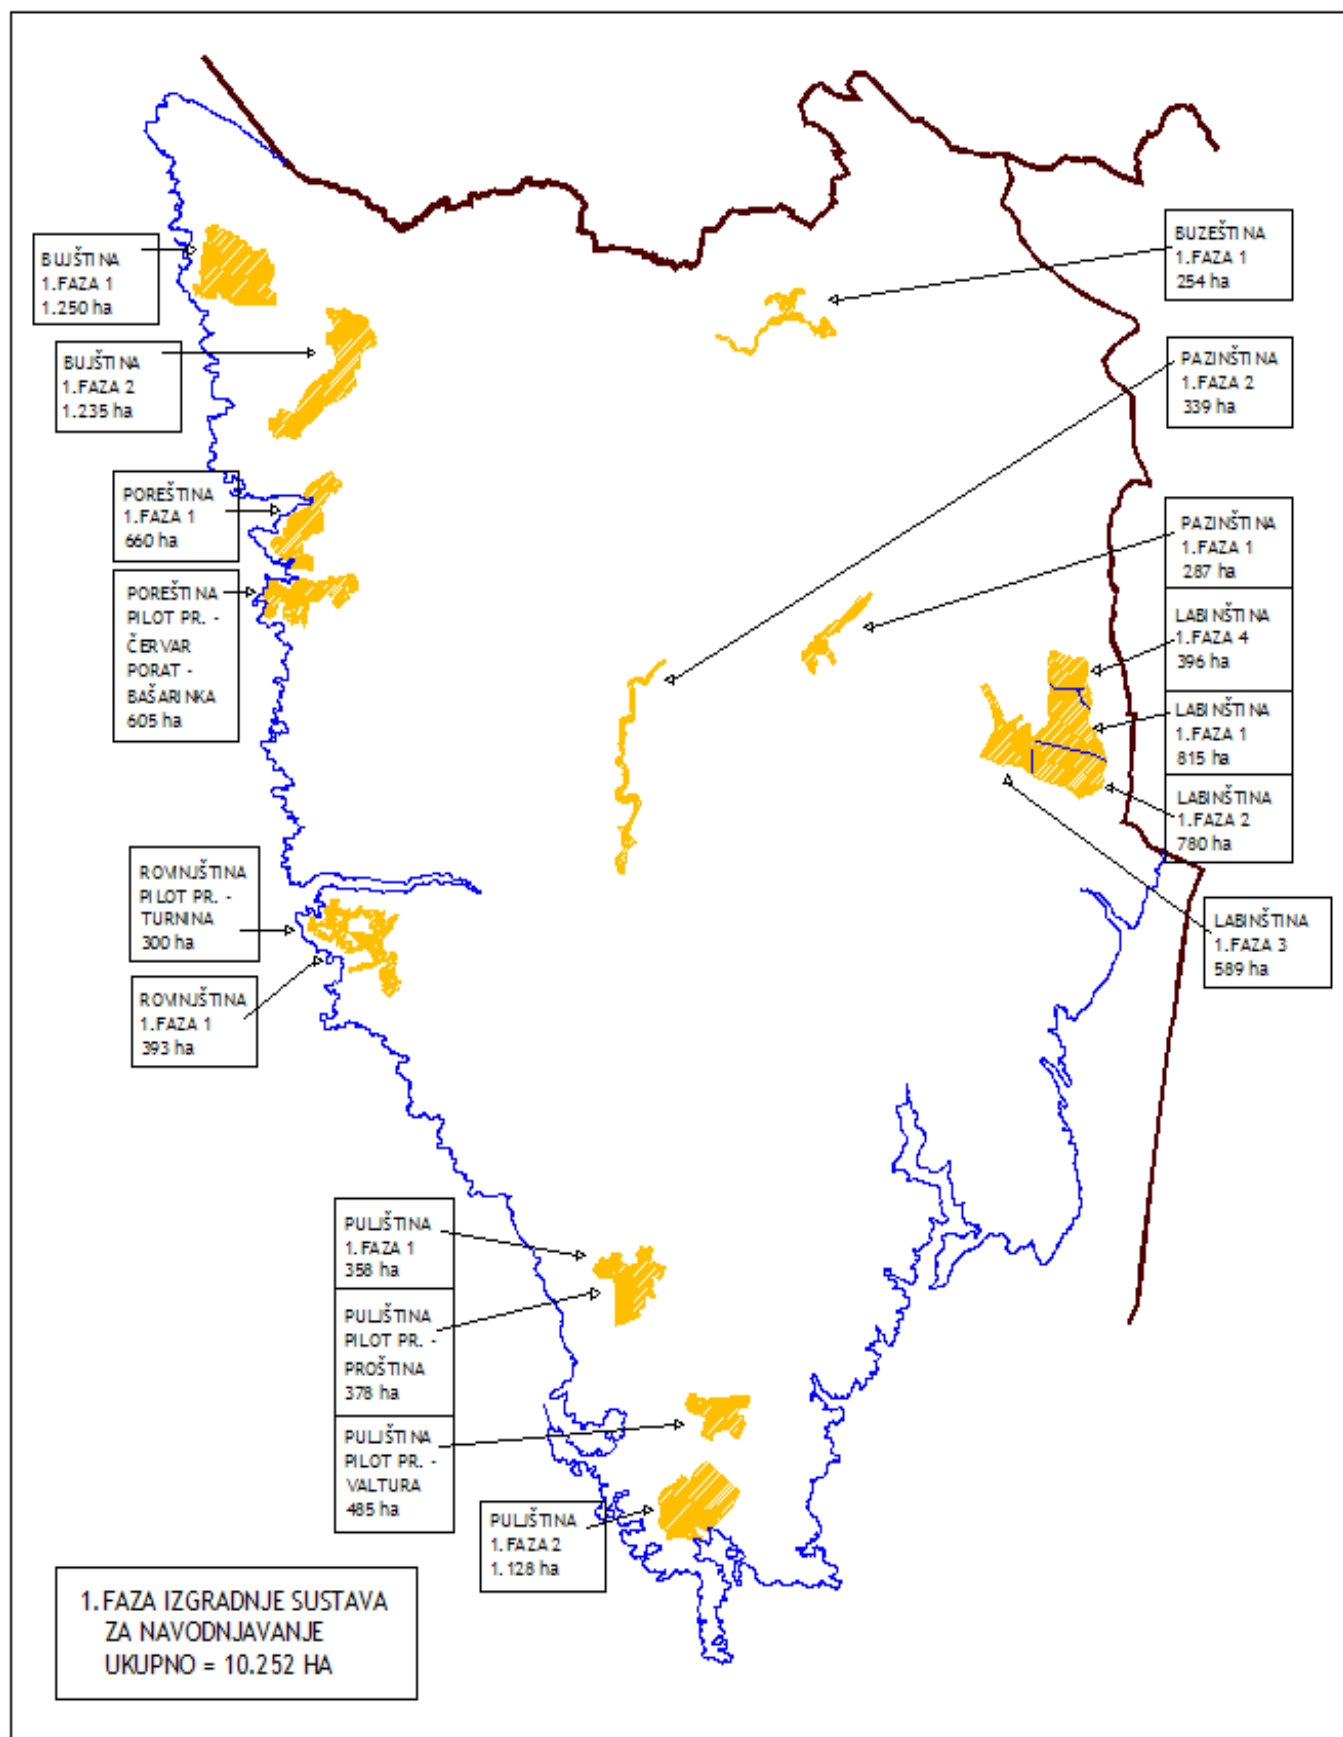 BUJŠTINA
1.FAZA 1
1.250 ha
BUJŠTINA
1.FAZA 2
1.235 ha
POREŠTINA
1.FAZA 1
660 ha
POREŠTINA
PILOT PR. -
ČERVAR
PORAT -
BAŠARINKA
605 ha
ROVINJŠTINA
PILOT PR. -
TURNINA
300 ha
ROVINJŠTINA
1.FAZA 1
393 ha
PULJŠTINA
1.FAZA 1
358 ha
PULJŠTINA
PILOT PR. -
PROŠTINA
378 ha
PULJŠTINA
PILOT PR. -
VALTURA
485 ha
PULJŠTINA
1.FAZA 2
1.128 ha
BUZEŠTINA
1.FAZA 1
254 ha
PAZINŠTINA
1.FAZA 2
339 ha
PAZINŠTINA
1.FAZA 1
287 ha
LABINŠTINA
1.FAZA 4
396 ha
LABINŠTINA
1.FAZA 1
815 ha
LABINŠTINA
1.FAZA 2
780 ha
LABINŠTINA
1.FAZA 3
589 ha
1.FAZA IZGRADNJE SUSTAVA
ZA NAVODNJAVANJE
UKUPNO = 10.252 HA